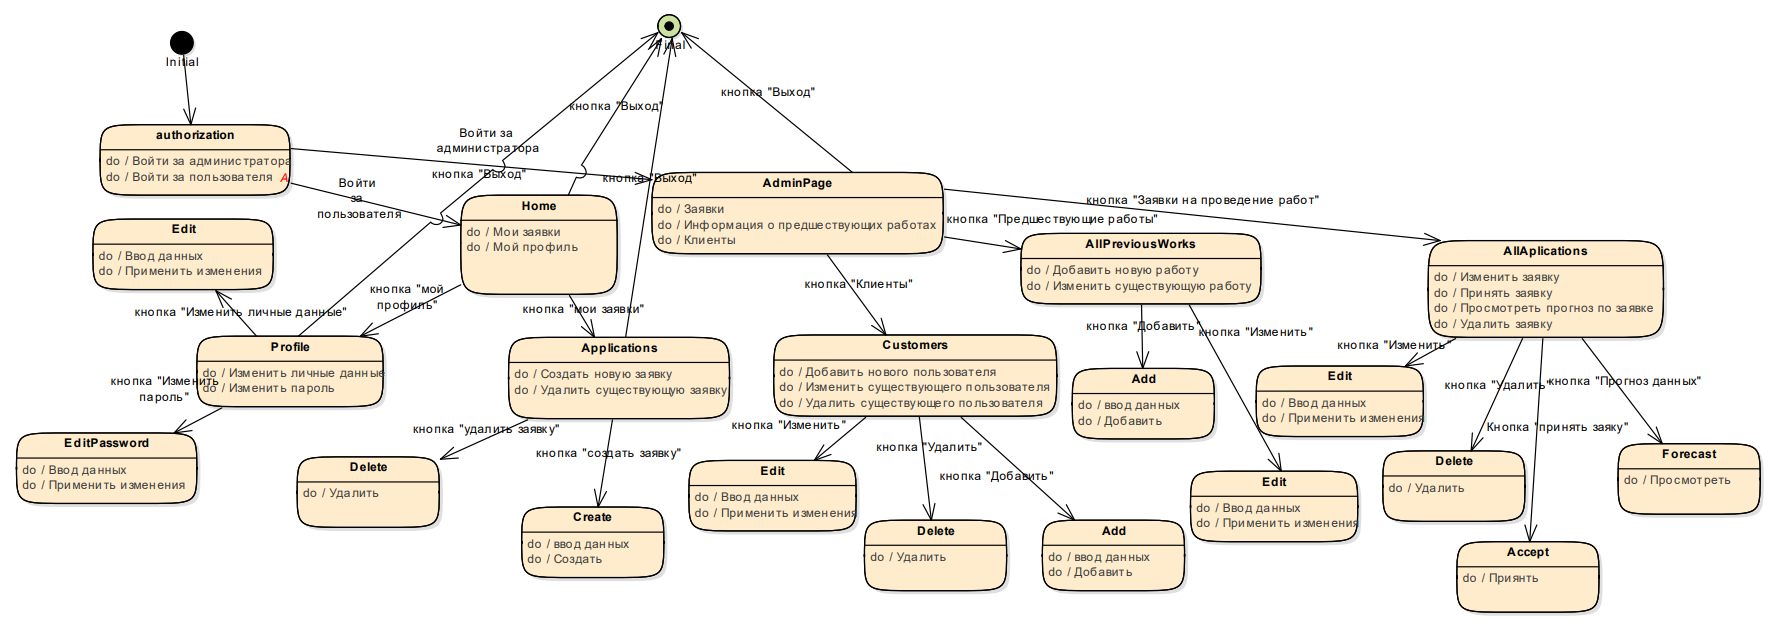 Initial
Final
кнопка "Выход"
кнопка "Выход"
кнопка "Выход"
кнопка "Выход"
authorization
do / Войти за администратора
do / Войти за пользователя
A
Войти за
администратора
Войти
за
пользователя
AdminPage
do / Заявки
do / Информация о предшествующих работах
do / Клиенты
Home
do / Мои заявки
do / Мой профиль
кнопка "Заявки на проведение работ"
кнопка "Предшествующие работы"
Edit
do / Ввод данных
do / Применить изменения
AllPreviousWorks
do / Добавить новую работу
do / Изменить существующую работу
AllAplications
do / Изменить заявку
do / Принять заявку
do / Просмотреть прогноз по заявке
do / Удалить заявку
кнопка "мой
профиль"
кнопка "Клиенты"
кнопка "Изменить личные данные"
кнопка "мои заявки"
кнопка "Добавить"
кнопка "Изменить"
кнопка "Изменить"
Profile
do / Изменить личные данные
do / Изменить пароль
Applications
do / Создать новую заявку
do / Удалить существующую заявку
Customers
do / Добавить нового пользователя
do / Изменить существующего пользователя
do / Удалить существующего пользователя
кнопка "Изменить
пароль"
Add
do / ввод данных
do / Добавить
Edit
do / Ввод данных
do / Применить изменения
кнопка "Удалить"
кнопка "Прогноз данных"
кнопка "удалить заявку"
кнопка "создать заявку"
кнопка "Изменить"
кнопка "Удалить"
кнопка "Добавить"
Кнопка "принять заяку"
EditPassword
do / Ввод данных
do / Применить изменения
Delete
do / Удалить
Edit
do / Ввод данных
do / Применить изменения
Edit
do / Ввод данных
do / Применить изменения
Delete
do / Удалить
Forecast
do / Просмотреть
Create
do / ввод данных
do / Создать
Delete
do / Удалить
Add
do / ввод данных
do / Добавить
Accept
do / Приянть